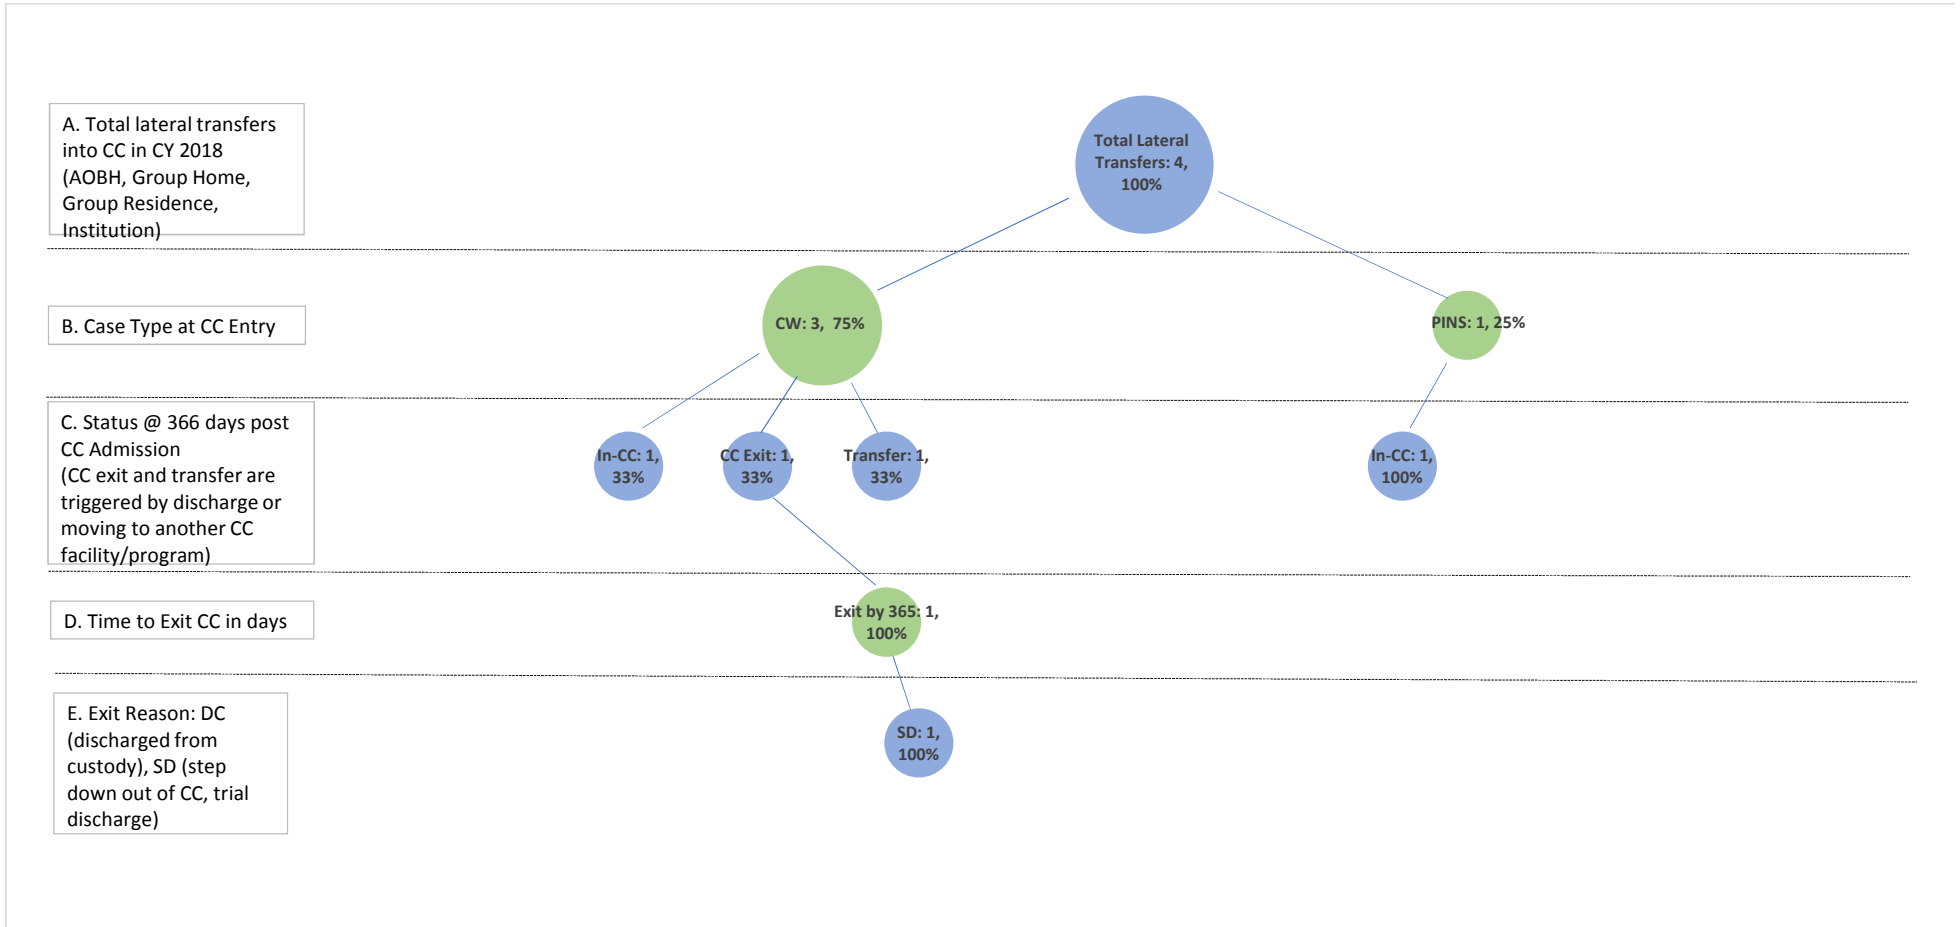 A. Total lateral transfers
into CC in CY 2018
(AOBH, Group Home,
Group Residence,
Institution)
Total Lateral
Transfers: 4,
100%
B. Case Type at CC Entry
CW: 3,  75%
PINS: 1, 25%
C. Status @ 366 days post
CC Admission
(CC exit and transfer are
triggered by discharge or
moving to another CC
facility/program)
In-CC: 1,
33%
CC Exit: 1,
33%
Transfer: 1,
33%
In-CC: 1,
100%
D. Time to Exit CC in days
Exit by 365: 1,
100%
E. Exit Reason: DC
(discharged from
custody), SD (step
down out of CC, trial
discharge)
SD: 1,
100%